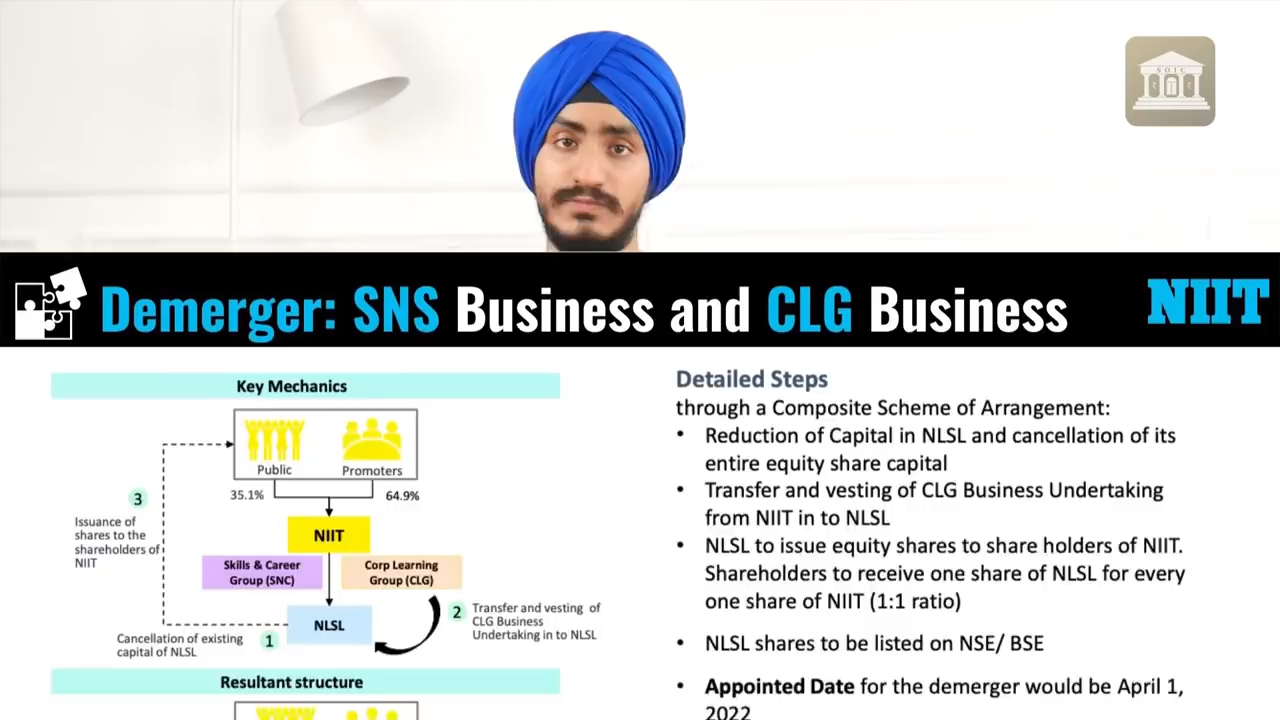 SOIC
Demerger: SNS Business and CLG Business
NIIT
Key Mechanics
Public
Promoters
35.1%
64.9%
3
Issuance of
shares to the
shareholders of
NIIT
NIIT
Skills & Career
Group (SNC)
Corp Learning
Group (CLG)
NLSL
2
Transfer and vesting of
CLG Business
Undertaking in to NLSL
Cancellation of existing
capital of NLSL
1
Resultant structure
Detailed Steps
through a Composite Scheme of Arrangement:
• Reduction of Capital in NLSL and cancellation of its
entire equity share capital
• Transfer and vesting of CLG Business Undertaking
from NIIT in to NLSL
• NLSL to issue equity shares to share holders of NIIT.
Shareholders to receive one share of NLSL for every
one share of NIIT (1:1 ratio)
• NLSL shares to be listed on NSE/ BSE
• Appointed Date for the demerger would be April 1,
2022